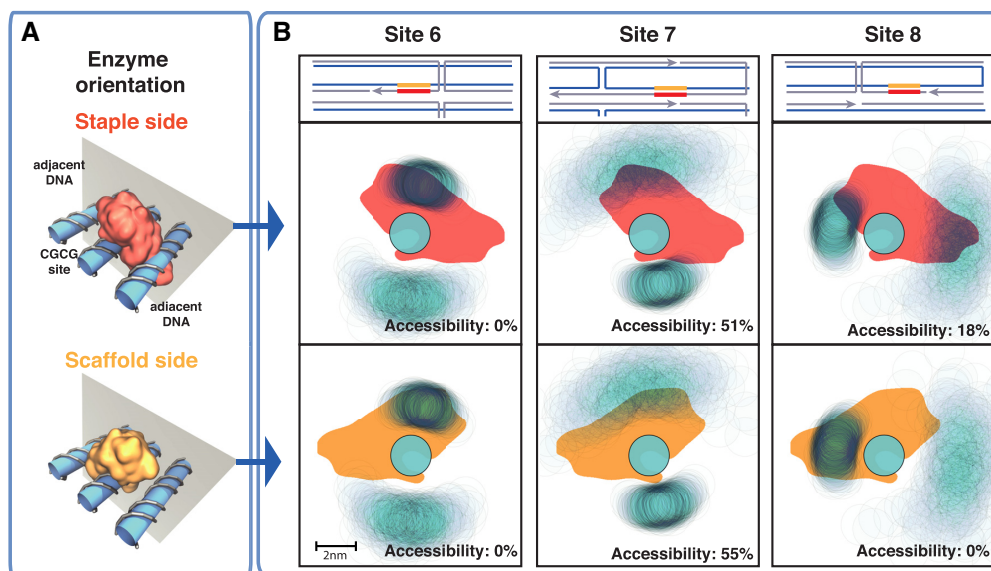 A
Enzyme
orientation
Staple side
adjacent
DNA
CGCG
site
adiacent
DNA
Scaffold side
B
Site 6
Site 7
Site 8
Accessibility: 0%
Accessibility: 51%
Accessibility: 18%
2nm
Accessibility: 0%
Accessibility: 55%
Accessibility: 0%